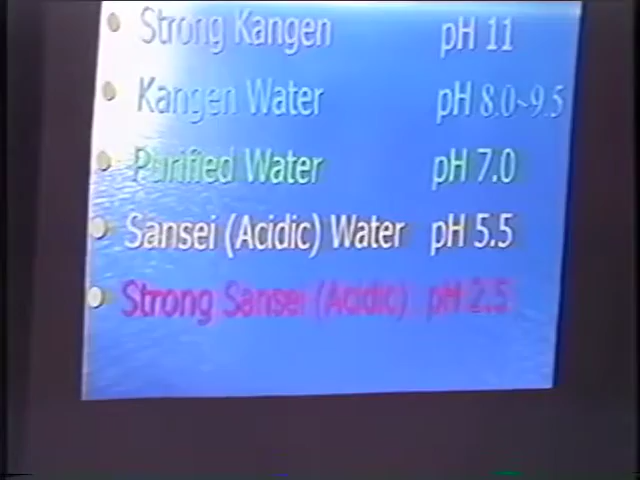 Strong Kangen pH 11
Kangen Water pH 8.0~9.5
Purified Water pH 7.0
Sansei (Acidic) Water pH 5.5
Strong Sansei (Acidic) pH 2.5